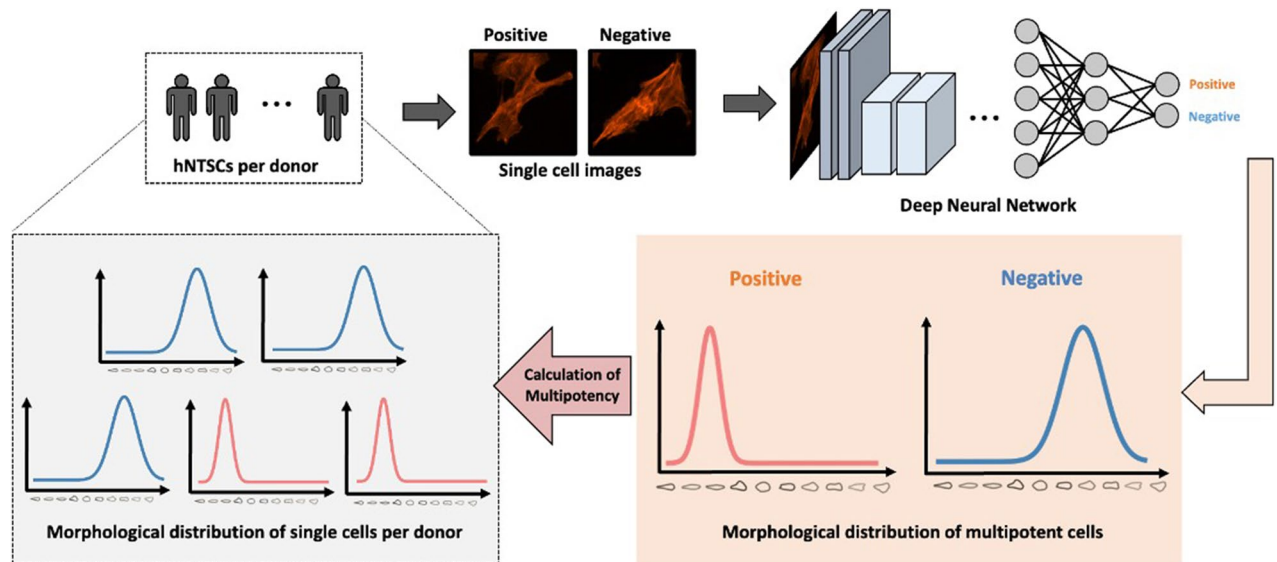 Positive Negative
hNTSCs per donor
Single cell images
Positive
Negative
Deep Neural Network
Positive Negative
Calculation of
Multipotency
Morphological distribution of single cells per donor
Morphological distribution of multipotent cells